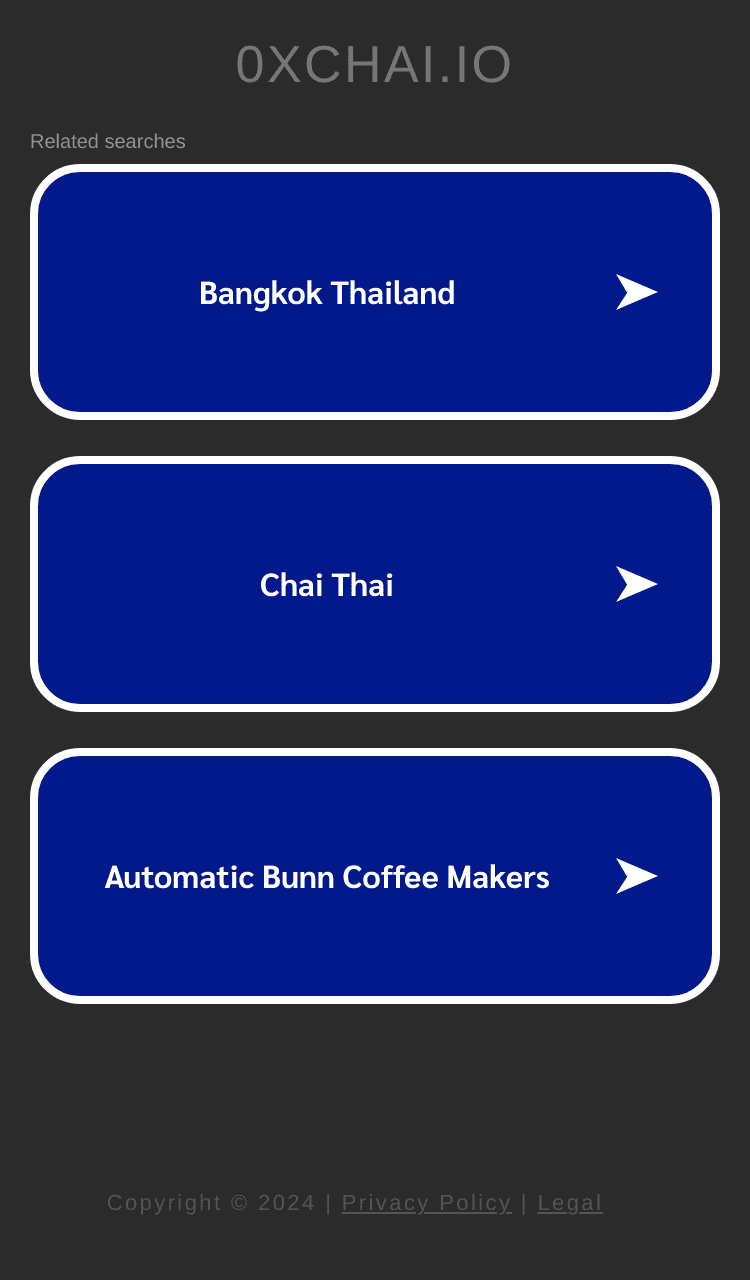 0XCHAI.IO
Related searches
Bangkok Thailand
Chai Thai
Automatic Bunn Coffee Makers
Copyright © 2024 | Privacy Policy | Legal